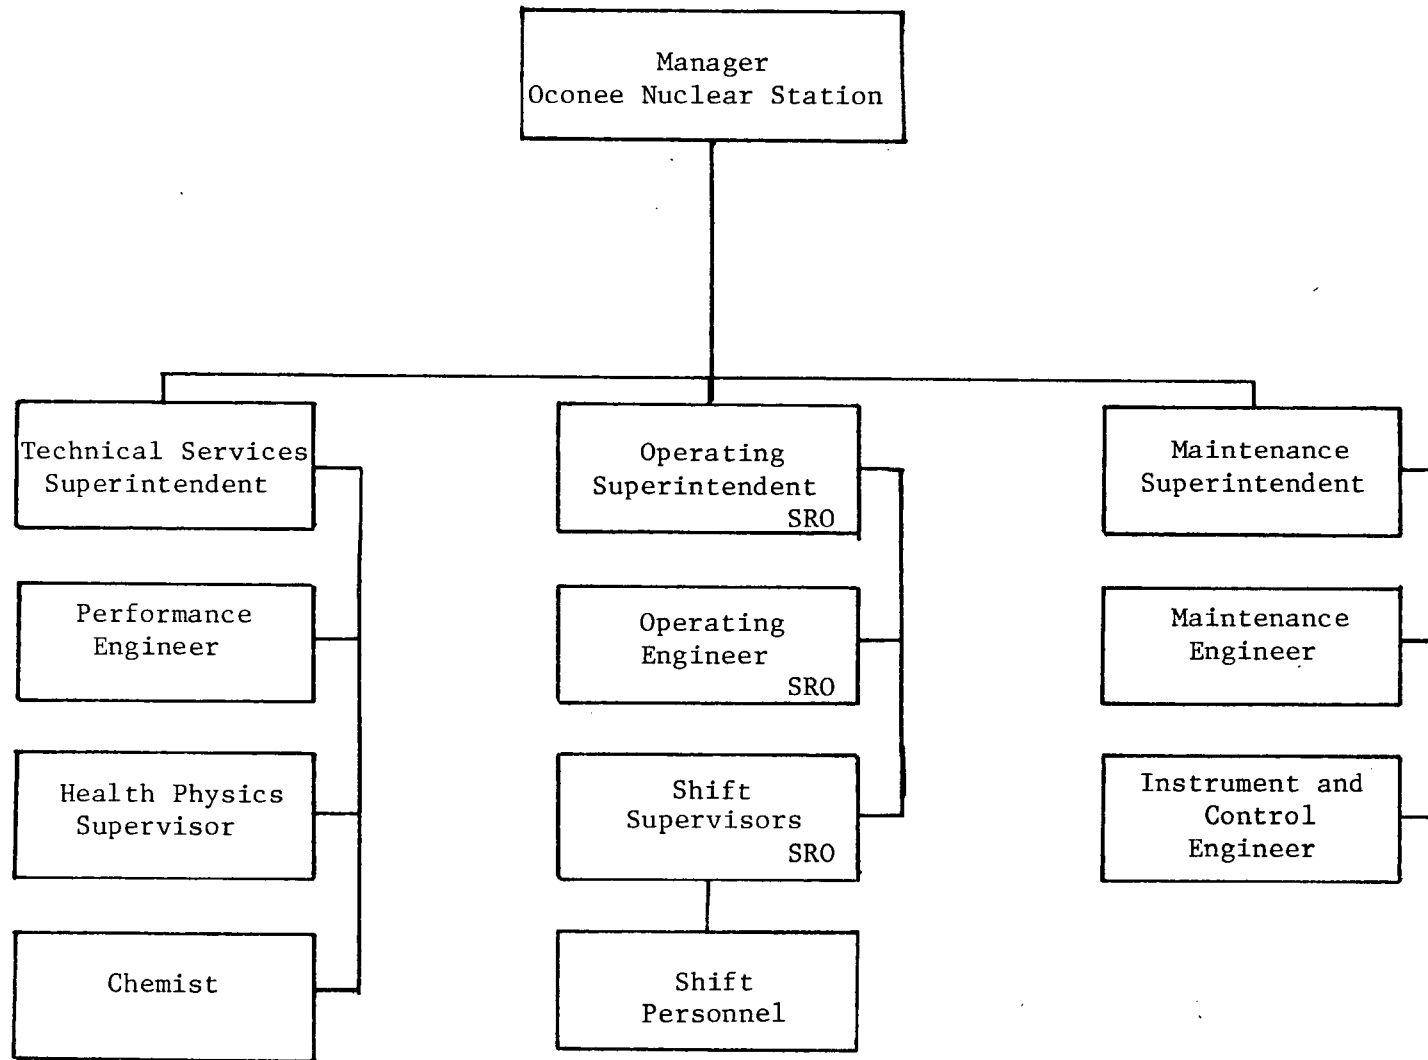 Manager
Oconee Nuclear Station
Technical Services
Superintendent
Operating
Superintendent
SRO
Maintenance
Superintendent
Performance
Engineer
Operating
Engineer
SRO
Maintenance
Engineer
Health Physics
Supervisor
Shift
Supervisors
SRO
Instrument and
Control
Engineer
Chemist
Shift
Personnel